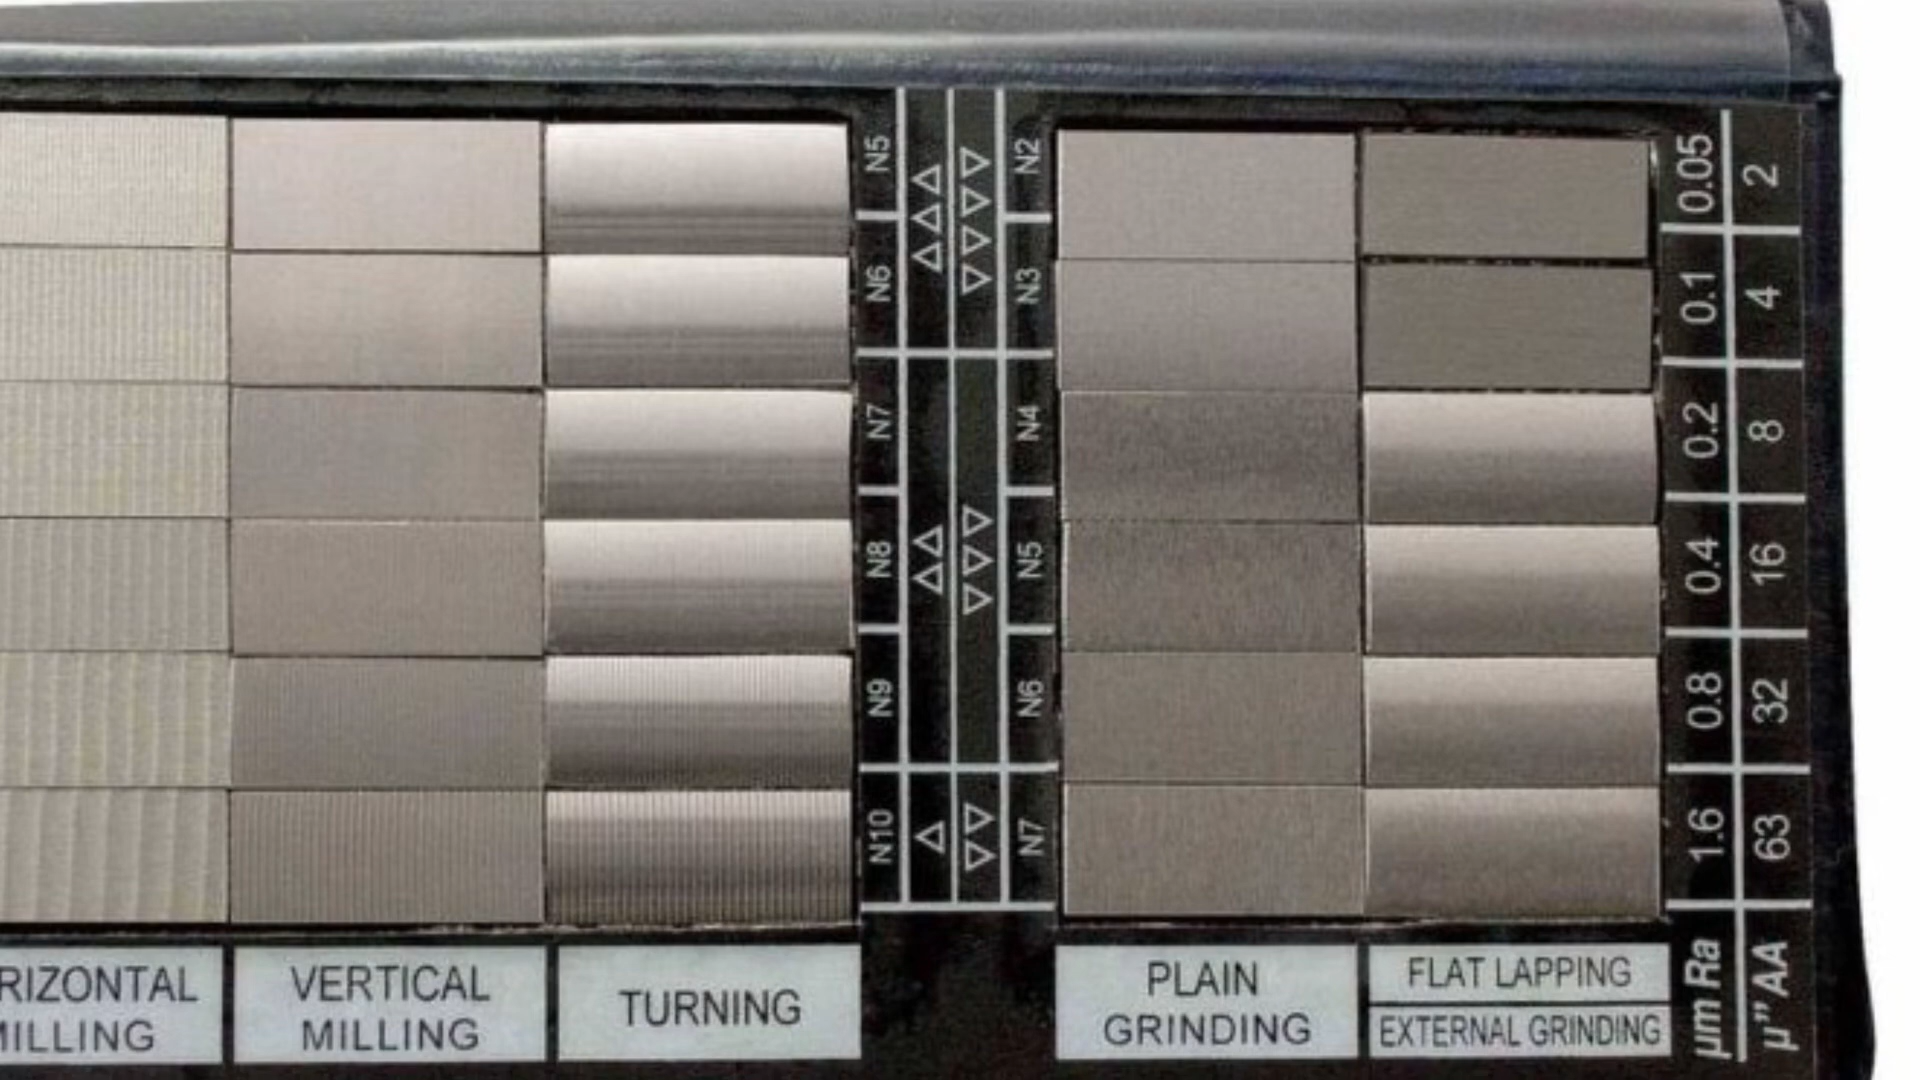 N5
N6
N7
N8
N9
N10
N2
N3
N4
N5
N6
N7
0.05 2
0.1 4
0.2 8
0.4 16
0.8 32
1.6 63
µm Ra µ” AA
RIZONTAL
MILLING
VERTICAL
MILLING
TURNING
PLAIN
GRINDING
FLAT LAPPING
EXTERNAL GRINDING